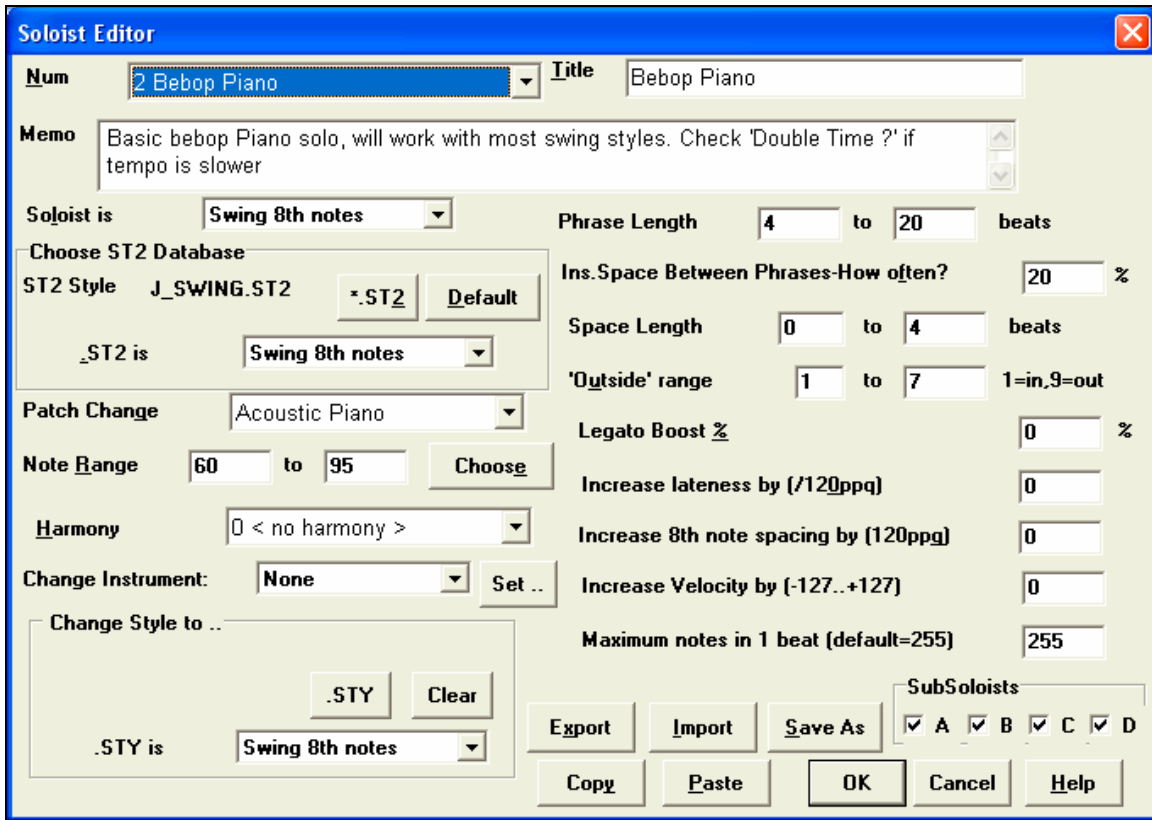 Soloist Editor
Num 2 Bebop Piano Title Bebop Piano
Memo Basic bebop Piano solo, will work with most swing styles. Check 'Double Time ?' if
tempo is slower
Soloist is Swing 8th notes
Choose ST2 Database
ST2 Style J_SWING.ST2 *.ST2 Default
.ST2 is Swing 8th notes
Patch Change Acoustic Piano
Note Range 60 to 95 Choose
Harmony 0 < no harmony >
Change Instrument: None Set ..
Change Style to ..
.STY Clear
.STY is Swing 8th notes
Phrase Length 4 to 20 beats
Ins.Space Between Phrases-How often? 20 %
Space Length 0 to 4 beats
'Outside' range 1 to 7 1=in,9=out
Legato Boost % 0 %
Increase lateness by (/120ppq) 0
Increase 8th note spacing by (120ppq) 0
Increase Velocity by (-127..+127) 0
Maximum notes in 1 beat (default=255) 255
SubSoloists
A B C D
Export Import Save As
Copy Paste OK Cancel Help